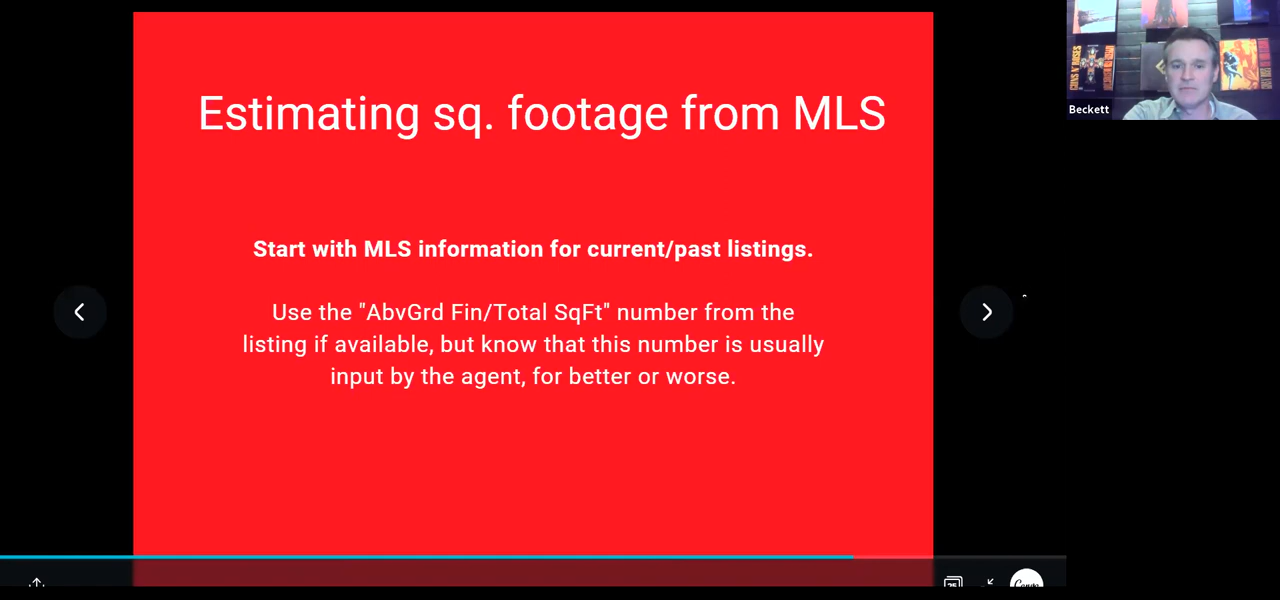 Estimating sq. footage from MLS
Start with MLS information for current/past listings.
Use the "AbvGrd Fin/Total SqFt" number from the
listing if available, but know that this number is usually
input by the agent, for better or worse.
Beckett
GUNS N' ROSES